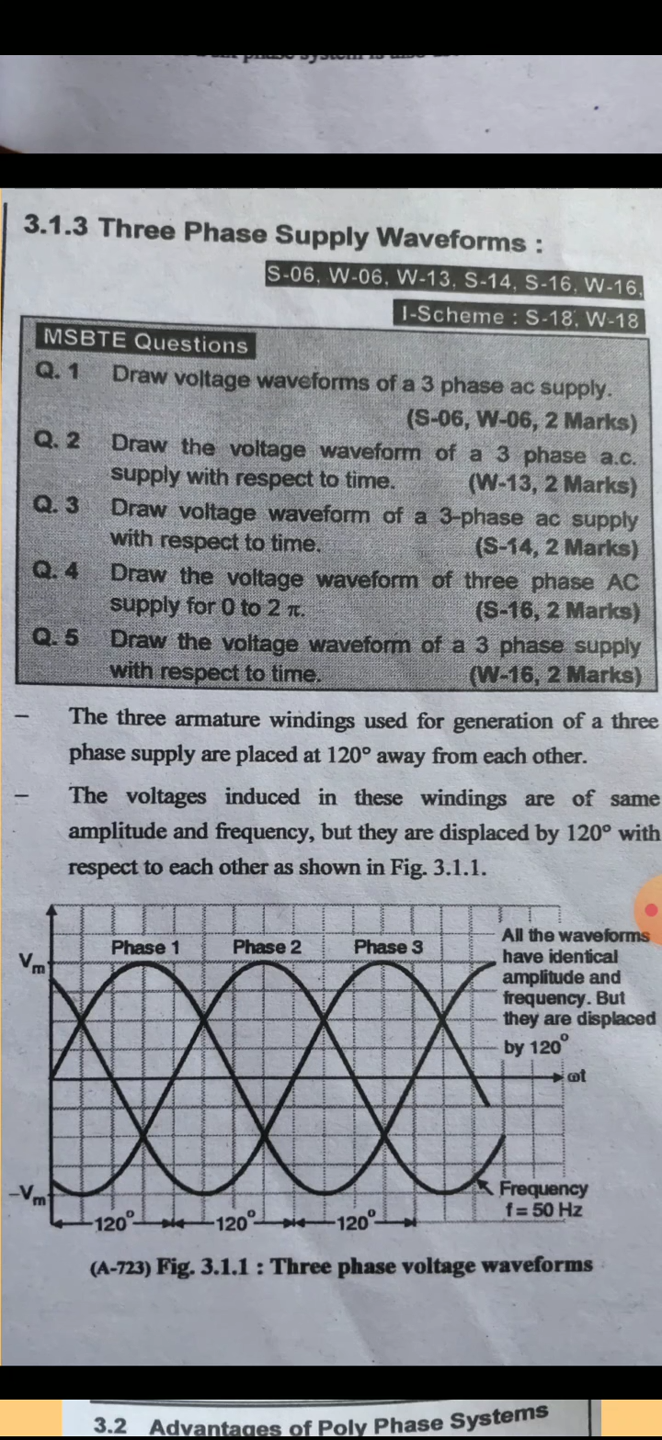 phase system is
3.1.3 Three Phase Supply Waveforms :
S-06, W-06, W-13, S-14, S-16, W-16,
I-Scheme : S-18, W-18
MSBTE Questions
Q. 1 Draw voltage waveforms of a 3 phase ac supply.
(S-06, W-06, 2 Marks)
Q. 2 Draw the voltage waveform of a 3 phase a.c.
supply with respect to time. (W-13, 2 Marks)
Q. 3 Draw voltage waveform of a 3-phase ac supply
with respect to time. (S-14, 2 Marks)
Q. 4 Draw the voltage waveform of three phase AC
supply for 0 to 2 π. (S-16, 2 Marks)
Q. 5 Draw the voltage waveform of a 3 phase supply
with respect to time. (W-16, 2 Marks)
– The three armature windings used for generation of a three
phase supply are placed at 120° away from each other.
– The voltages induced in these windings are of same
amplitude and frequency, but they are displaced by 120° with
respect to each other as shown in Fig. 3.1.1.
Vm
Phase 1 Phase 2 Phase 3
All the waveforms
have identical
amplitude and
frequency. But
they are displaced
by 120°
ωt
–Vm
120° 120° 120°
Frequency
f = 50 Hz
(A-723) Fig. 3.1.1 : Three phase voltage waveforms
3.2 Advantages of Poly Phase Systems